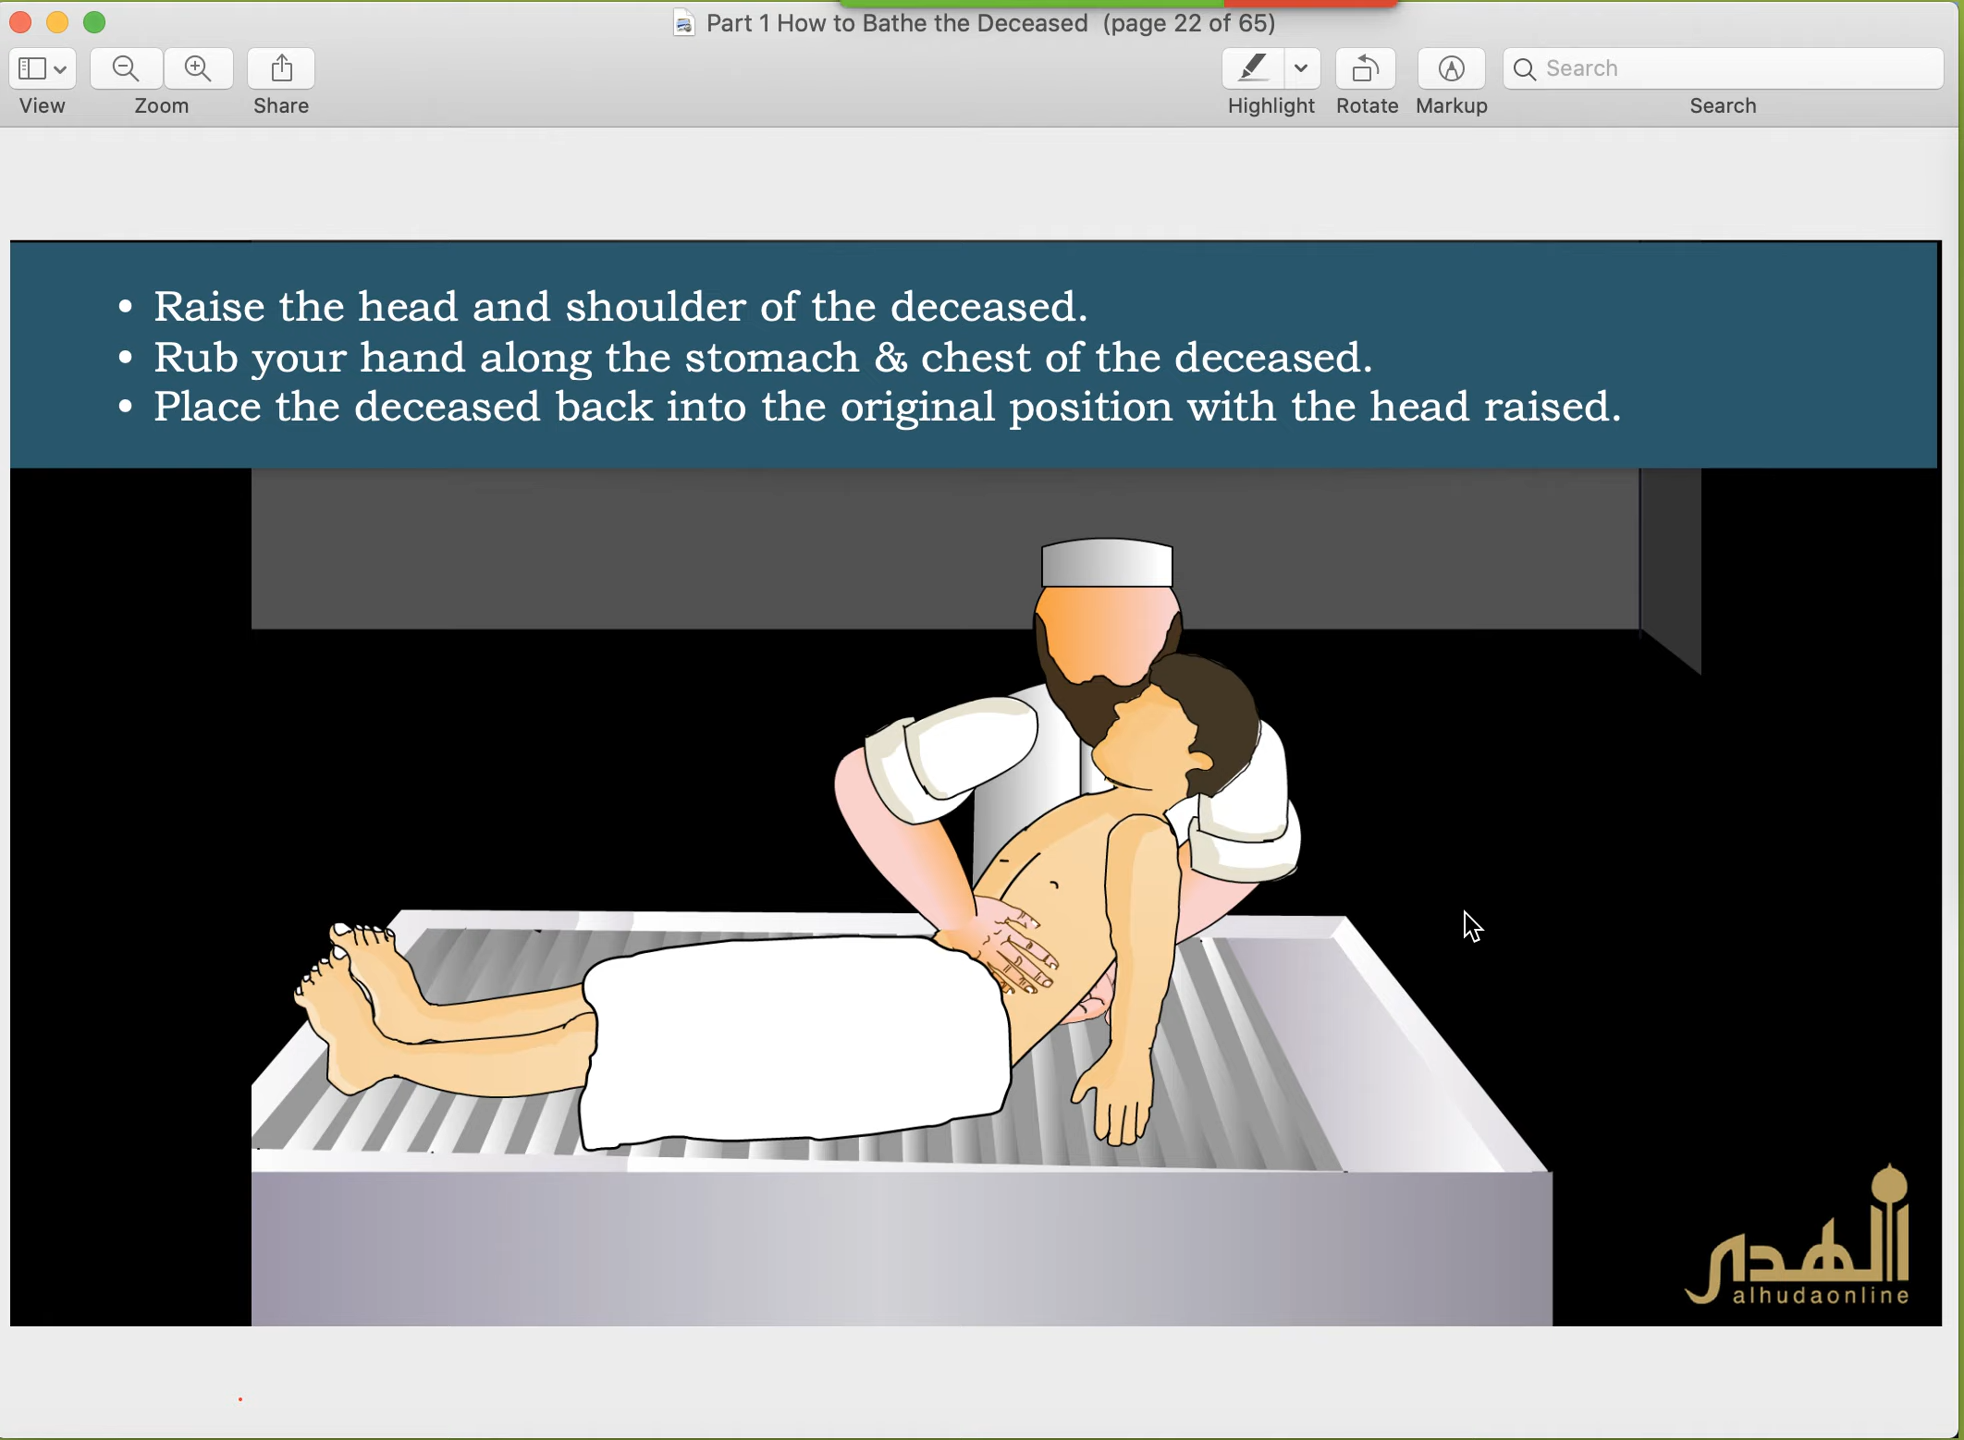 Part 1 How to Bathe the Deceased (page 22 of 65)
View
Zoom
Share
Highlight
Rotate
Markup
Search
Search
• Raise the head and shoulder of the deceased.
• Rub your hand along the stomach & chest of the deceased.
• Place the deceased back into the original position with the head raised.
الهدى
alhudaonline